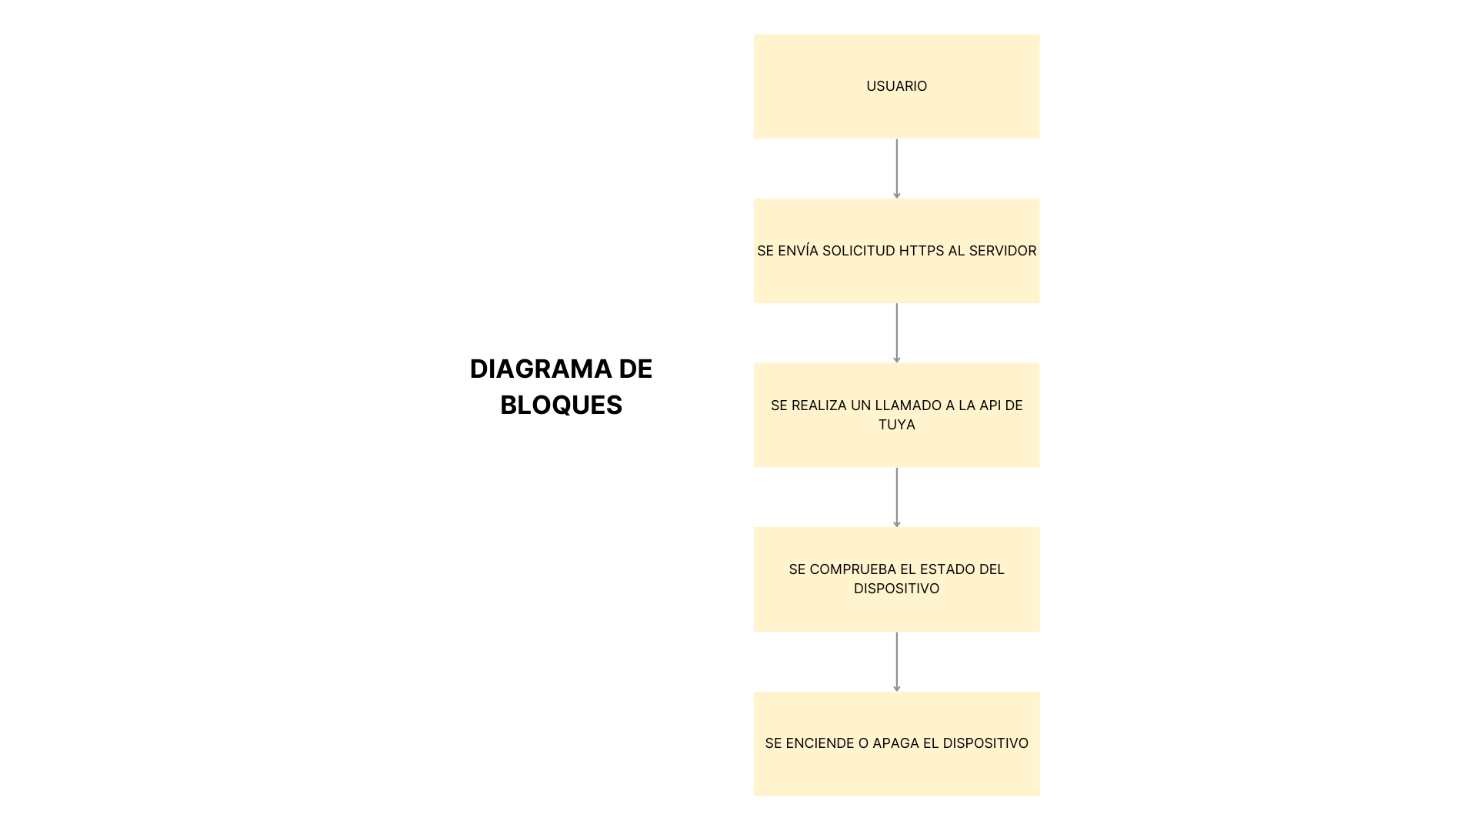 USUARIO
SE ENVÍA SOLICITUD HTTPS AL SERVIDOR
DIAGRAMA DE
BLOQUES
SE REALIZA UN LLAMADO A LA API DE
TUYA
SE COMPRUEBA EL ESTADO DEL
DISPOSITIVO
SE ENCIENDE O APAGA EL DISPOSITIVO